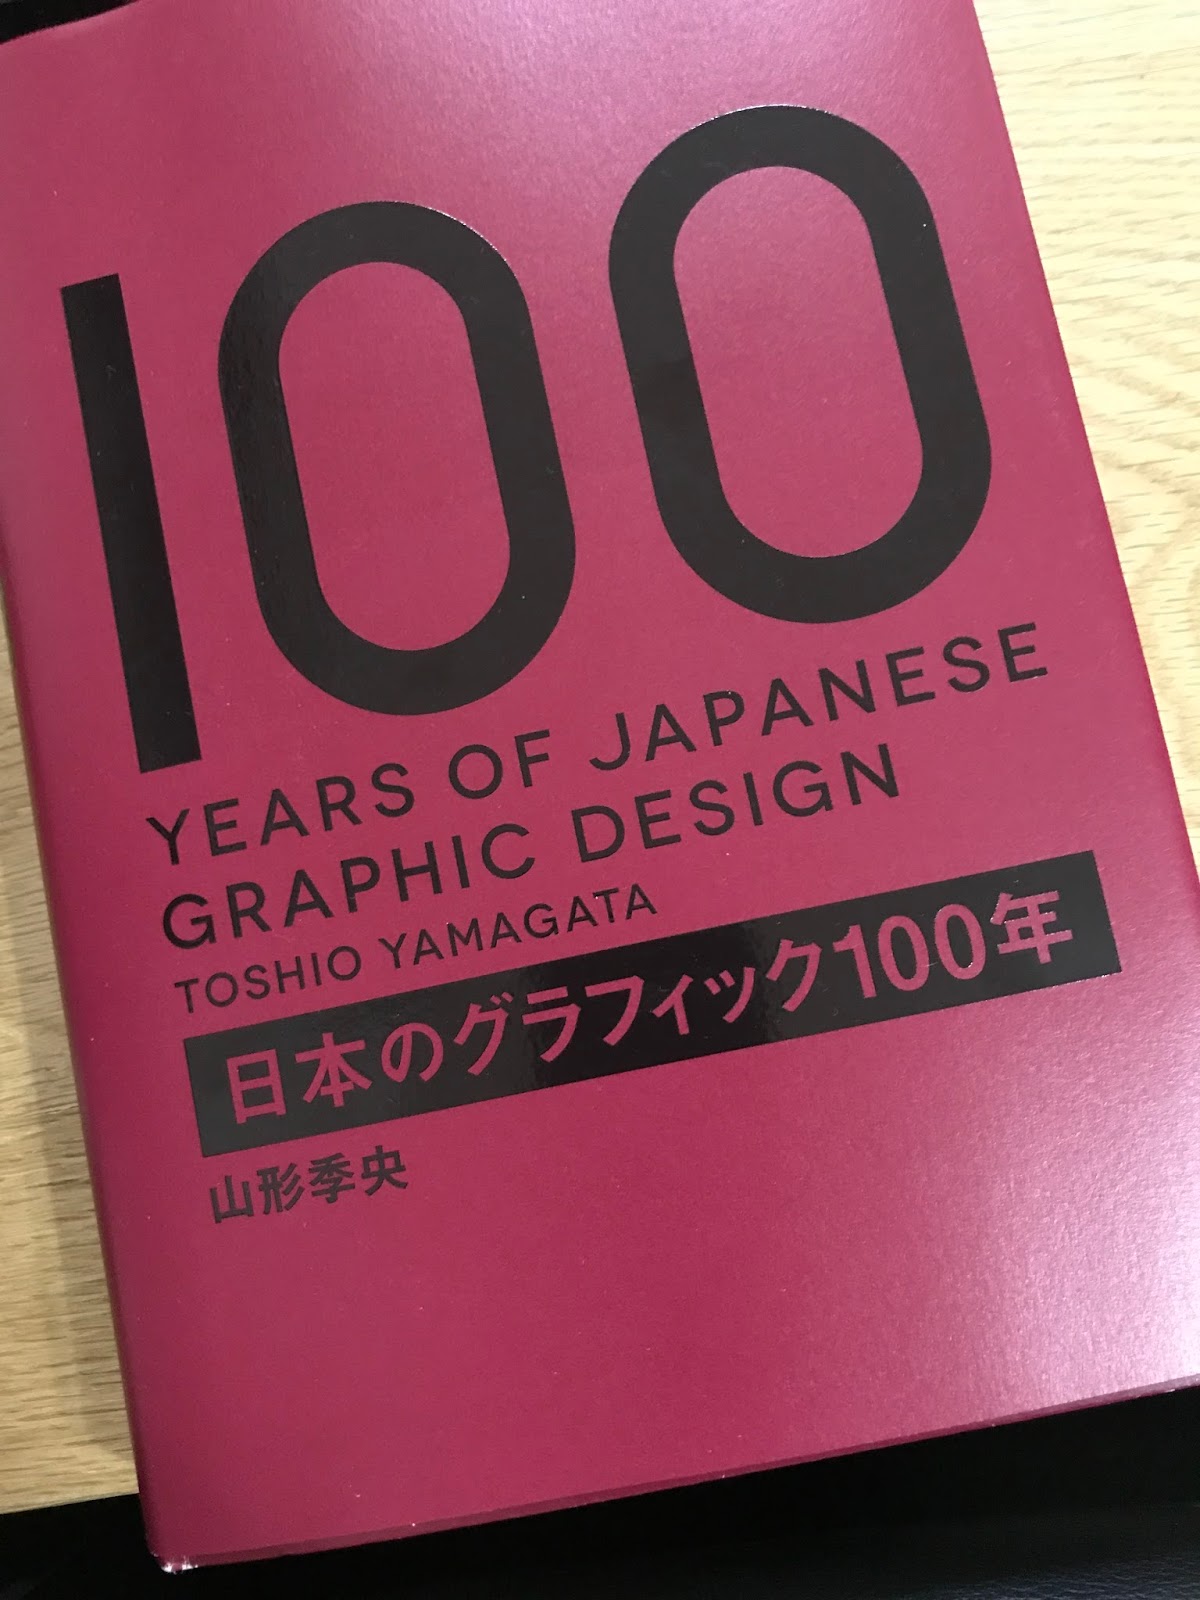 100
YEARS OF JAPANESE
GRAPHIC DESIGN
TOSHIO YAMAGATA
日本のグラフィック100年
山形季央